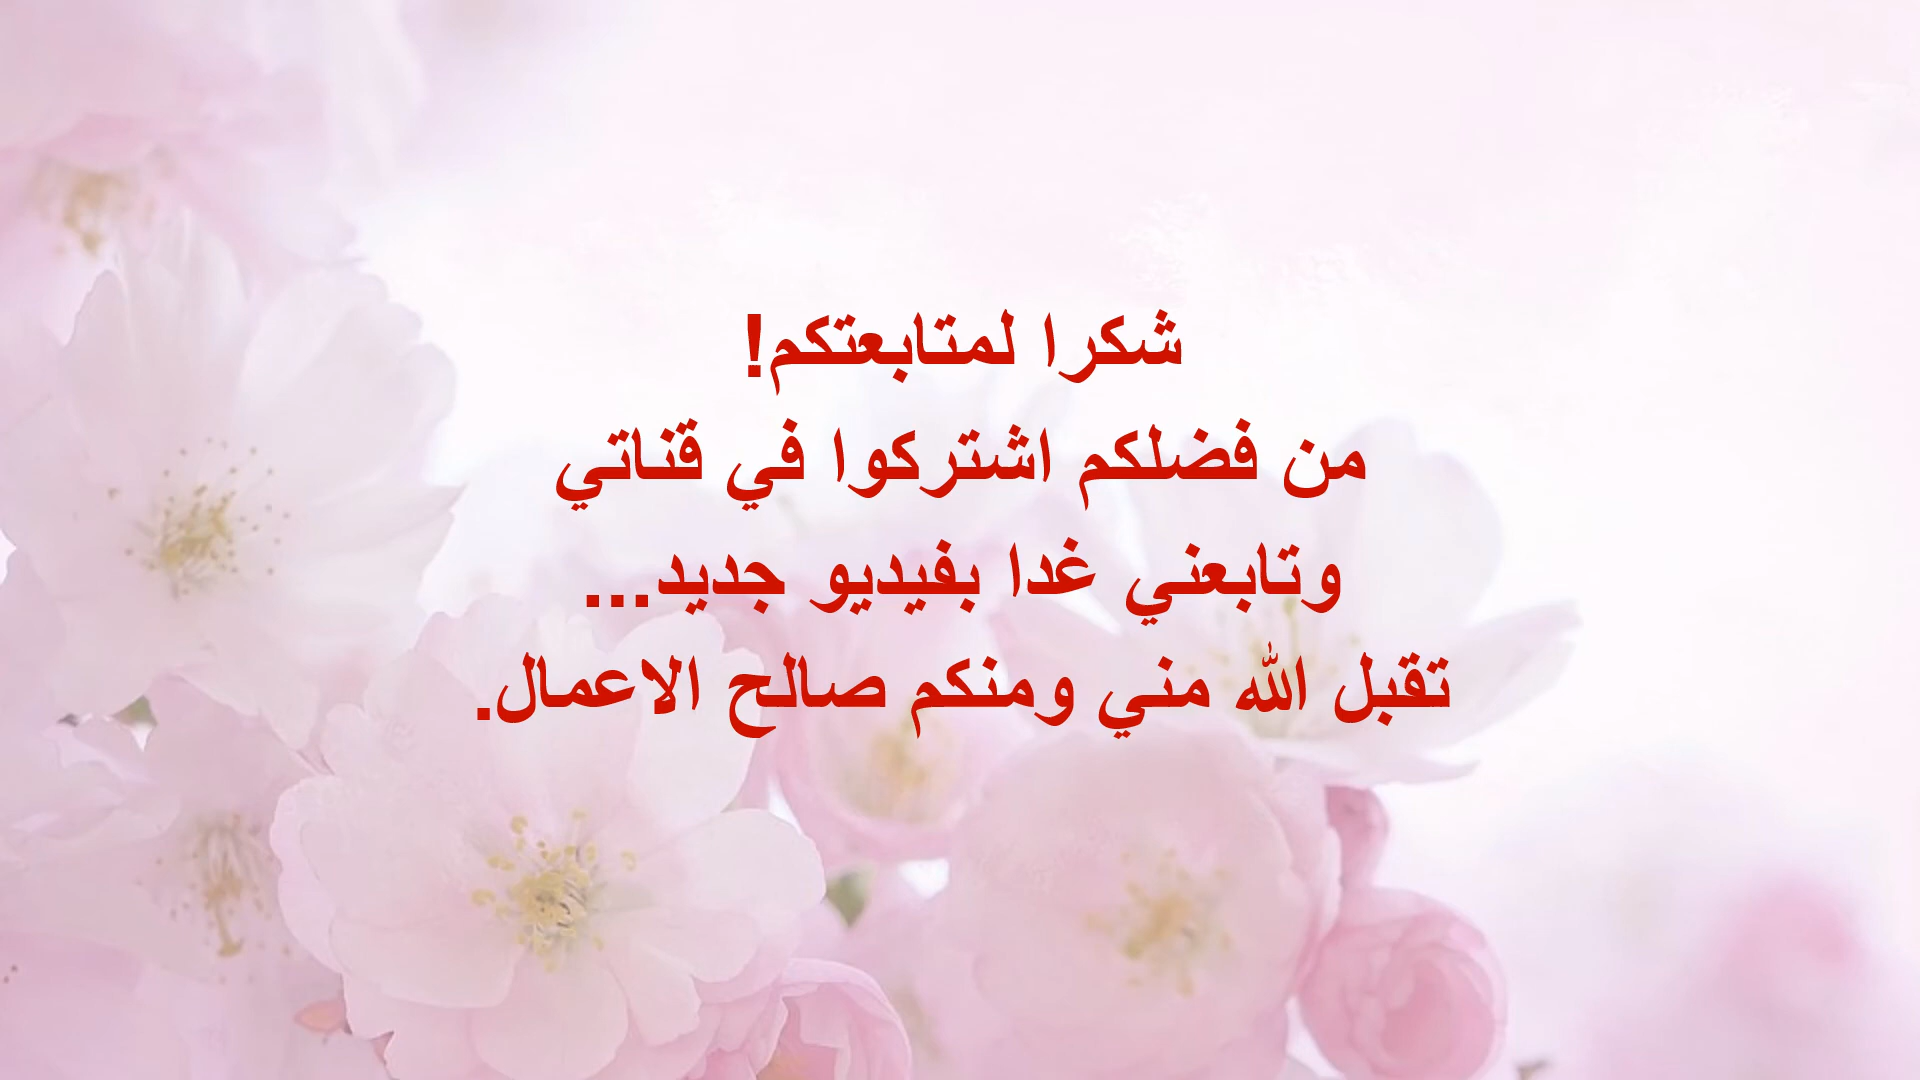 شكرا لمتابعتكم!
من فضلكم اشتركوا في قناتي
وتابعني غدا بفيديو جديد...
تقبل الله مني ومنكم صالح الاعمال.